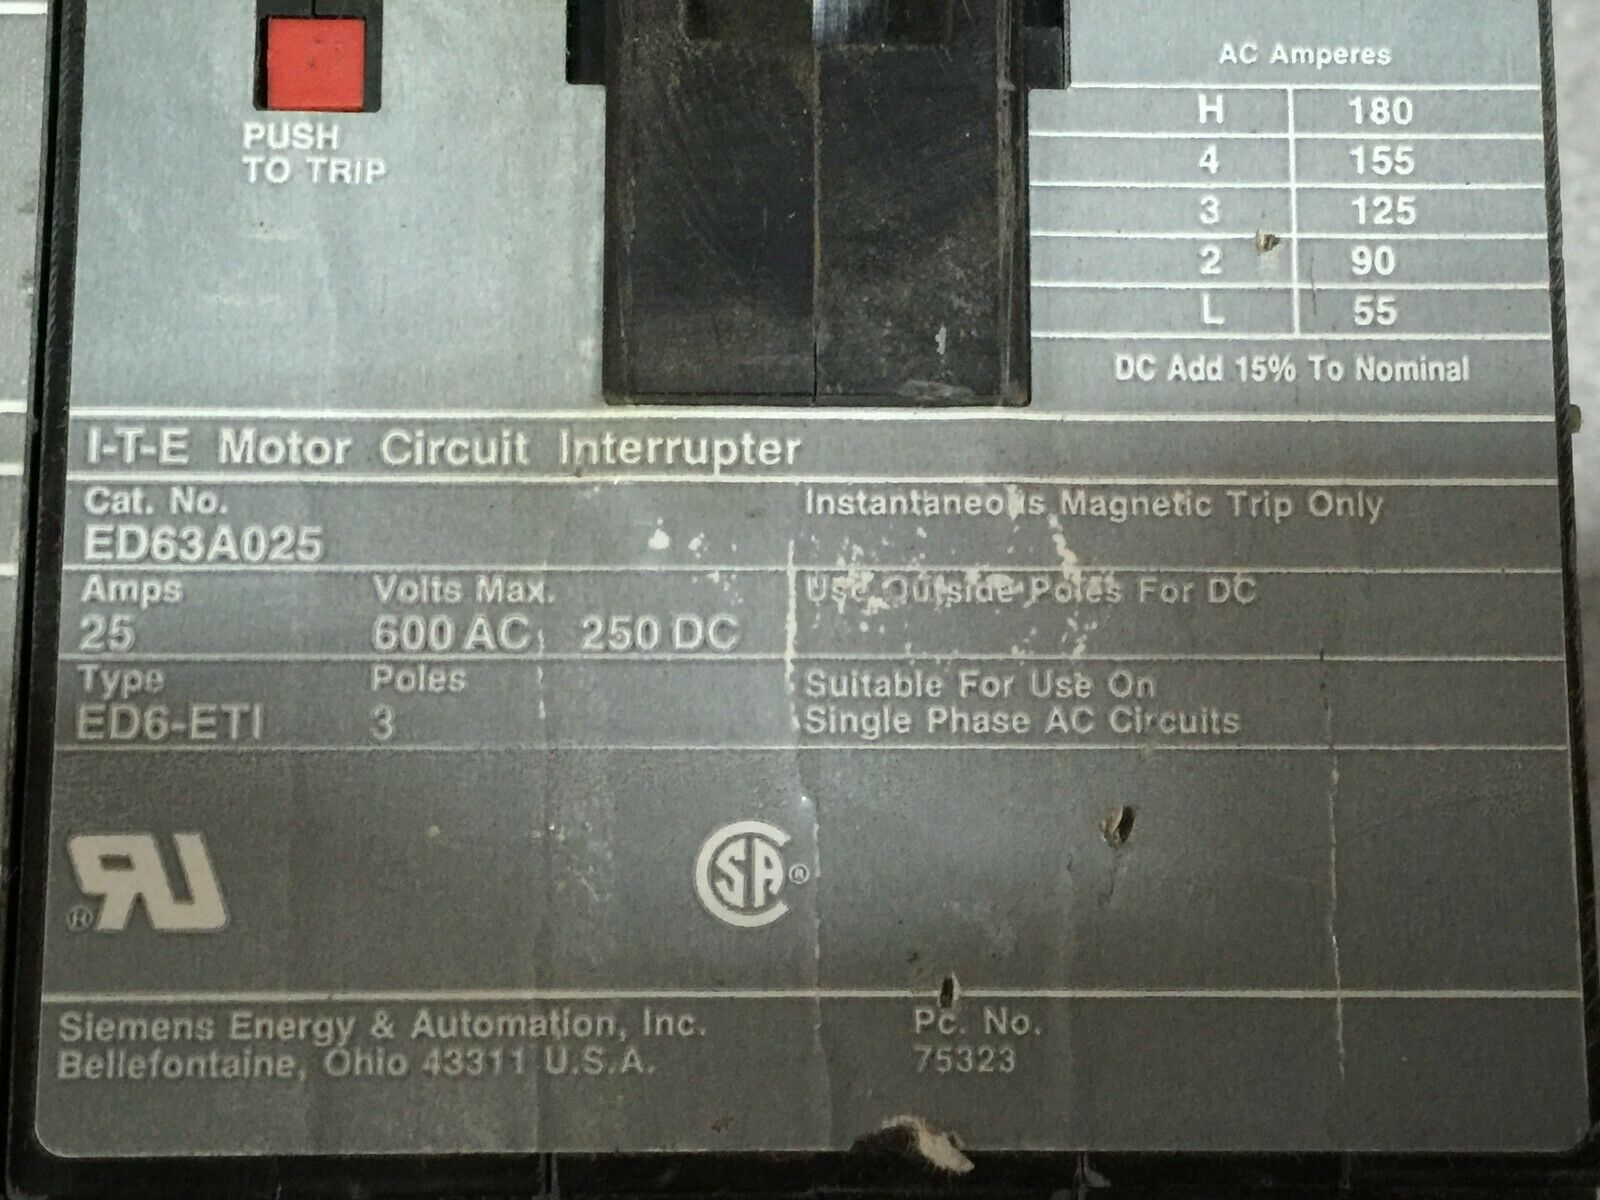 PUSH
TO TRIP
AC Amperes
H 180
4 155
3 125
2 90
L 55
DC Add 15% To Nominal
I-T-E Motor Circuit Interrupter
Cat. No.
ED63A025
Instantaneous Magnetic Trip Only
Amps Volts Max.
25 600 AC 250 DC
Use Outside Poles For DC
Type Poles
ED6-ETI 3
Suitable For Use On
Single Phase AC Circuits
RU ®
CSA ®
Siemens Energy & Automation, Inc.
Bellefontaine, Ohio 43311 U.S.A.
Pc. No.
75323